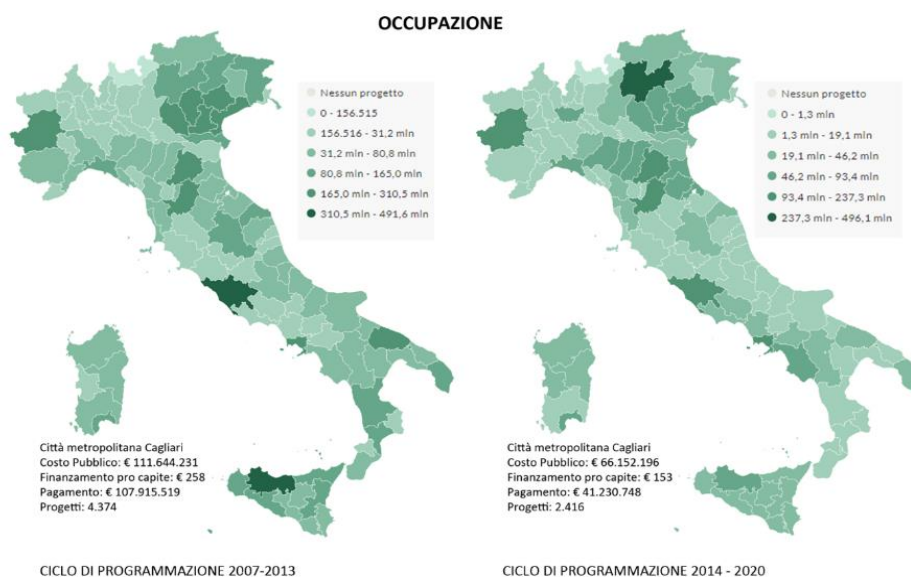 OCCUPAZIONE
Nessun progetto
0 - 156.515
156.516 - 31,2 mln
31,2 mln - 80,8 mln
80,8 mln - 165,0 mln
165,0 mln - 310,5 mln
310,5 mln - 491,6 mln
Nessun progetto
0 - 1,3 mln
1,3 mln - 19,1 mln
19,1 mln - 46,2 mln
46,2 mln - 93,4 mln
93,4 mln - 237,3 mln
237,3 mln - 496,1 mln
Città metropolitana Cagliari
Costo Pubblico: € 111.644.231
Finanziamento pro capite: € 258
Pagamento: € 107.915.519
Progetti: 4.374
Città metropolitana Cagliari
Costo Pubblico: € 66.152.196
Finanziamento pro capite: € 153
Pagamento: € 41.230.748
Progetti: 2.416
CICLO DI PROGRAMMAZIONE 2007-2013
CICLO DI PROGRAMMAZIONE 2014 - 2020